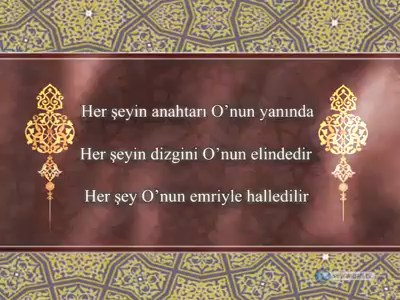 Her şeyin anahtarı O’nun yanında
Her şeyin dizgini O’nun elindedir
Her şey O’nun emriyle halledilir